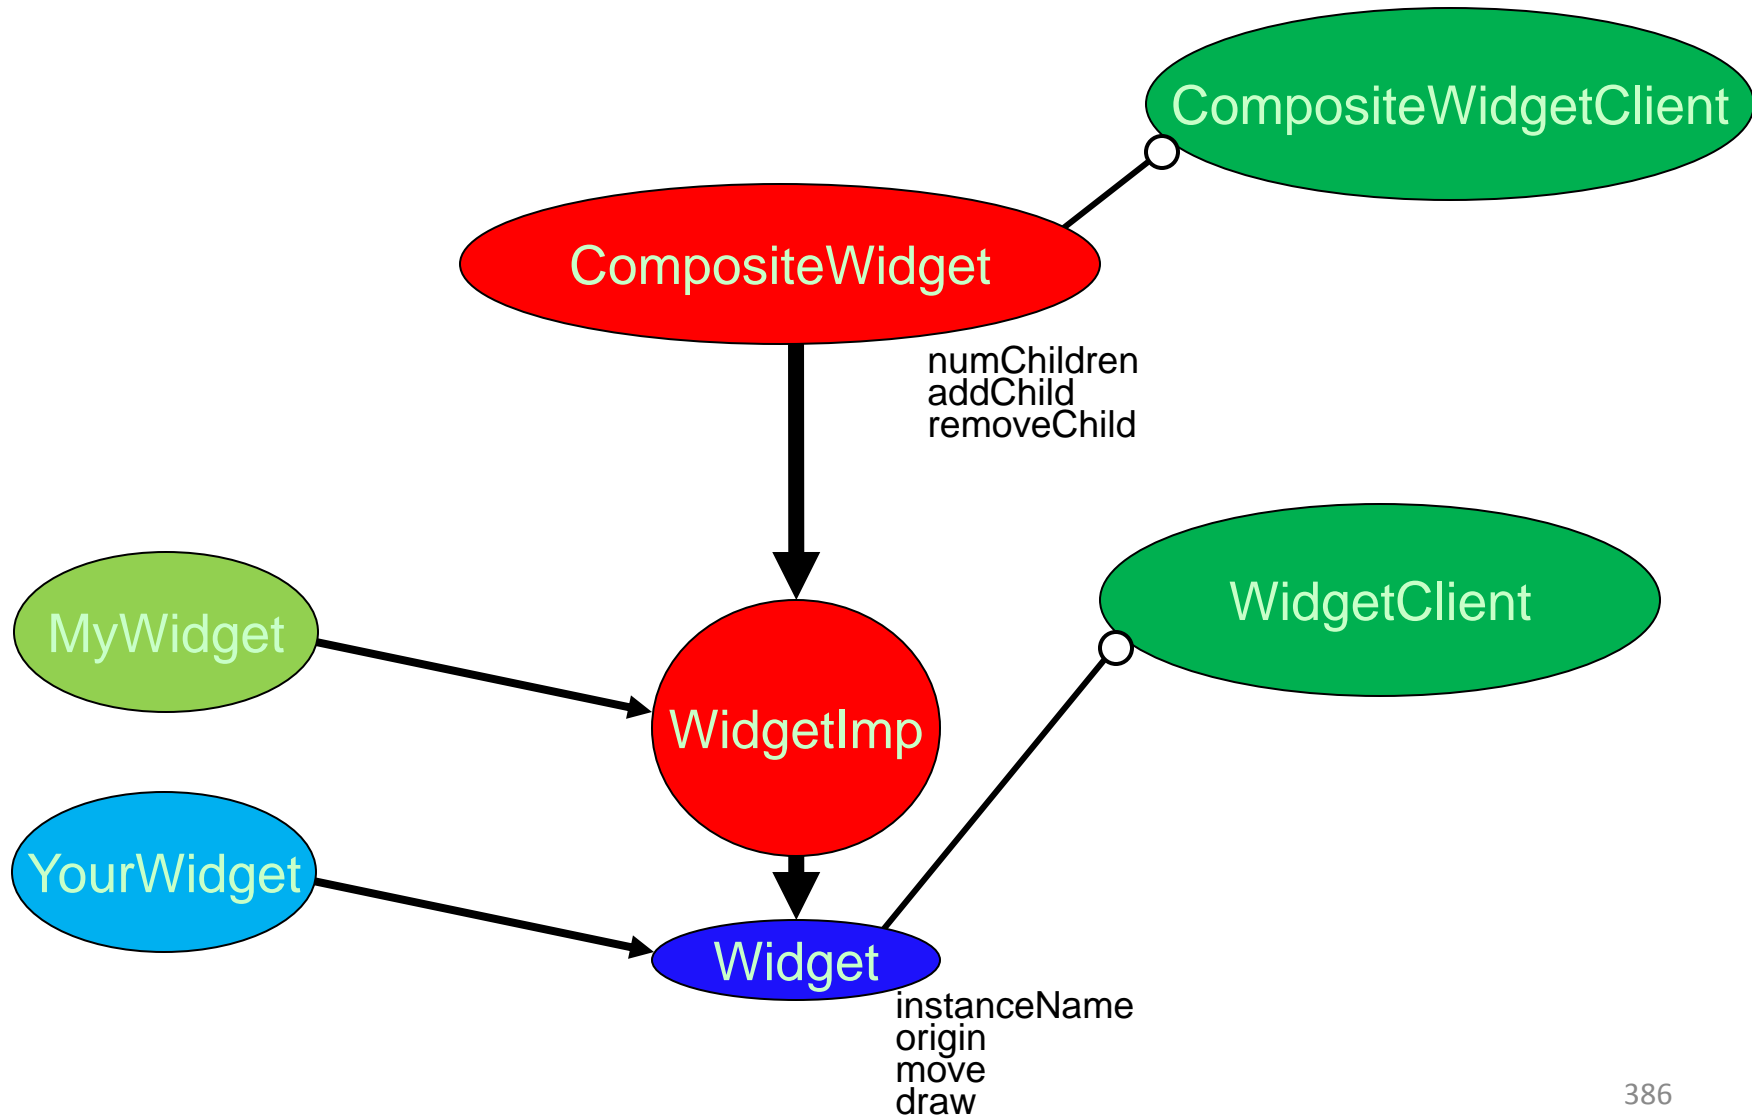 CompositeWidgetClient
CompositeWidget
numChildren
addChild
removeChild
WidgetClient
MyWidget
WidgetImp
YourWidget
Widget
instanceName
origin
move
draw
386